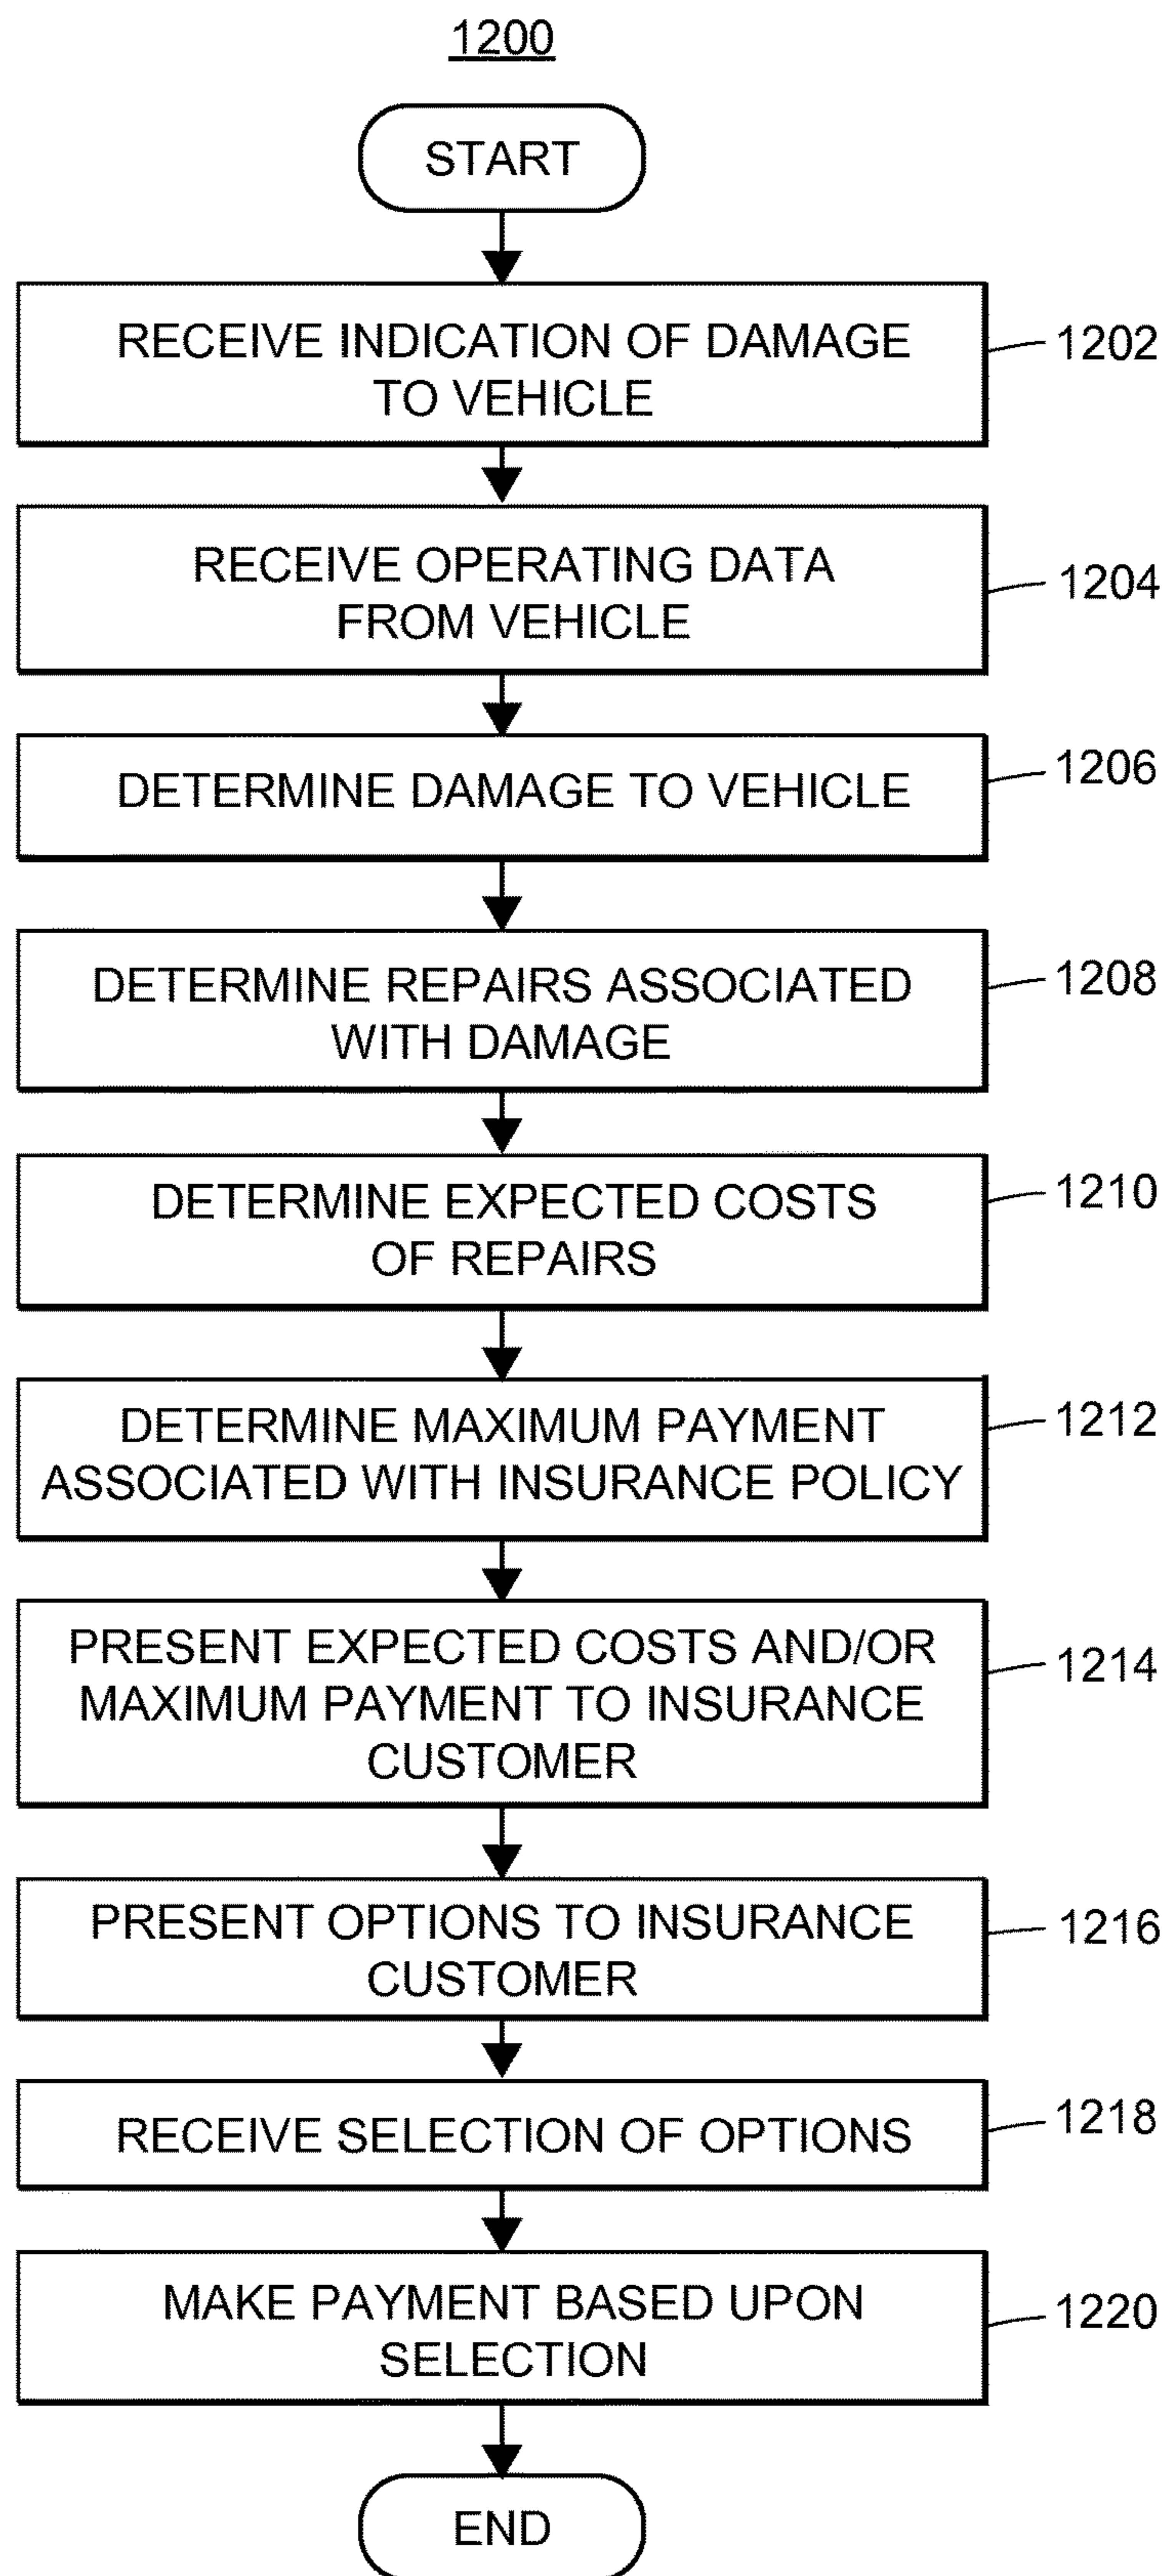 1200
START
RECEIVE INDICATION OF DAMAGE
TO VEHICLE
1202
RECEIVE OPERATING DATA
FROM VEHICLE
1204
DETERMINE DAMAGE TO VEHICLE
1206
DETERMINE REPAIRS ASSOCIATED
WITH DAMAGE
1208
DETERMINE EXPECTED COSTS
OF REPAIRS
1210
DETERMINE MAXIMUM PAYMENT
ASSOCIATED WITH INSURANCE POLICY
1212
PRESENT EXPECTED COSTS AND/OR
MAXIMUM PAYMENT TO INSURANCE
CUSTOMER
1214
PRESENT OPTIONS TO INSURANCE
CUSTOMER
1216
RECEIVE SELECTION OF OPTIONS
1218
MAKE PAYMENT BASED UPON
SELECTION
1220
END